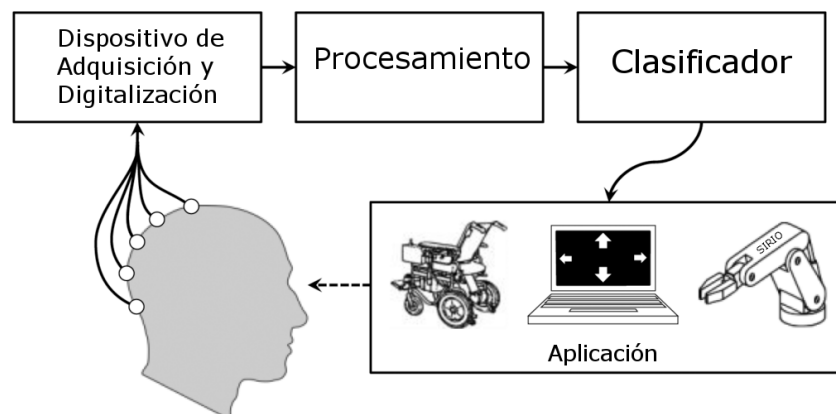 Dispositivo de
Adquisición y
Digitalización
Procesamiento
Clasificador
SIRIO
Aplicación